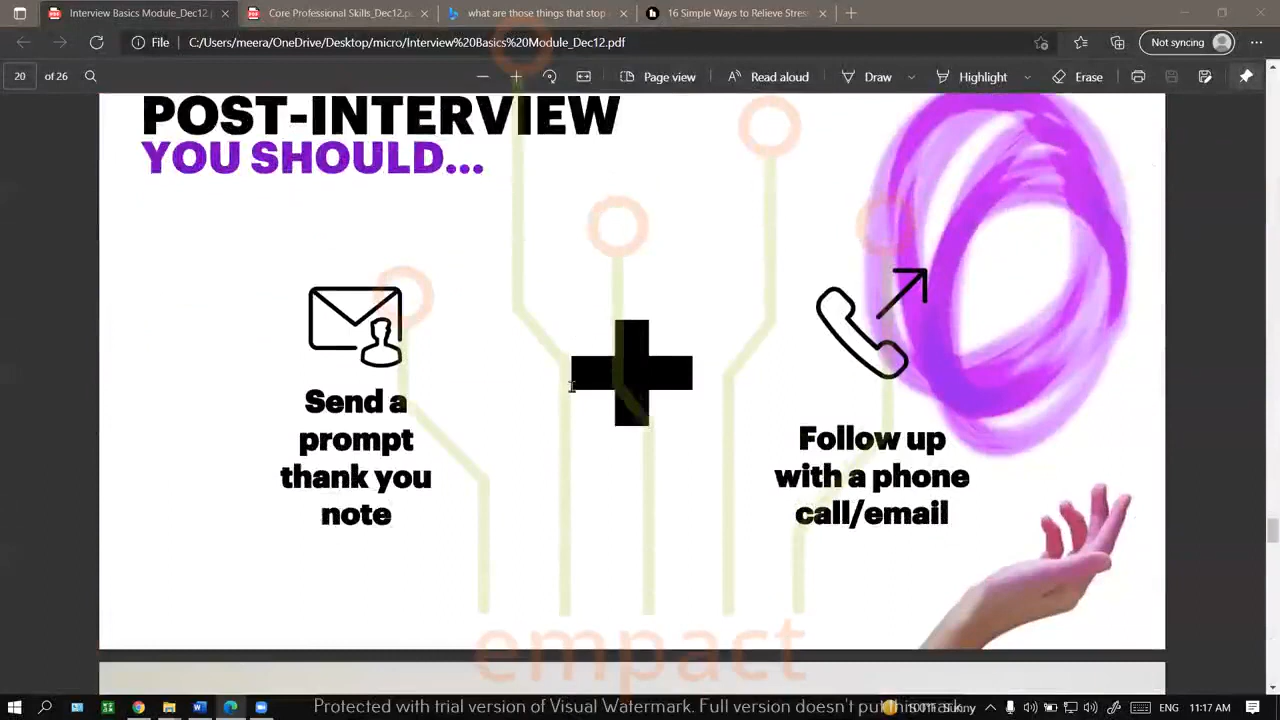 Interview Basics Module_Dec12.p
Core Professional Skills_Dec12.p
what are those things that stop
16 Simple Ways to Relieve Stres
File
C:/Users/meera/OneDrive/Desktop/micro/Interview%20Basics%20Module_Dec12.pdf
Not syncing
20 of 26
Page view
Read aloud
Draw
Highlight
Erase
POST-INTERVIEW
YOU SHOULD...
Send a
prompt
thank you
note
Follow up
with a phone
call/email
empact
Protected with trial version of Visual Watermark. Full version doesn't put this mark.
ENG
11:17 AM